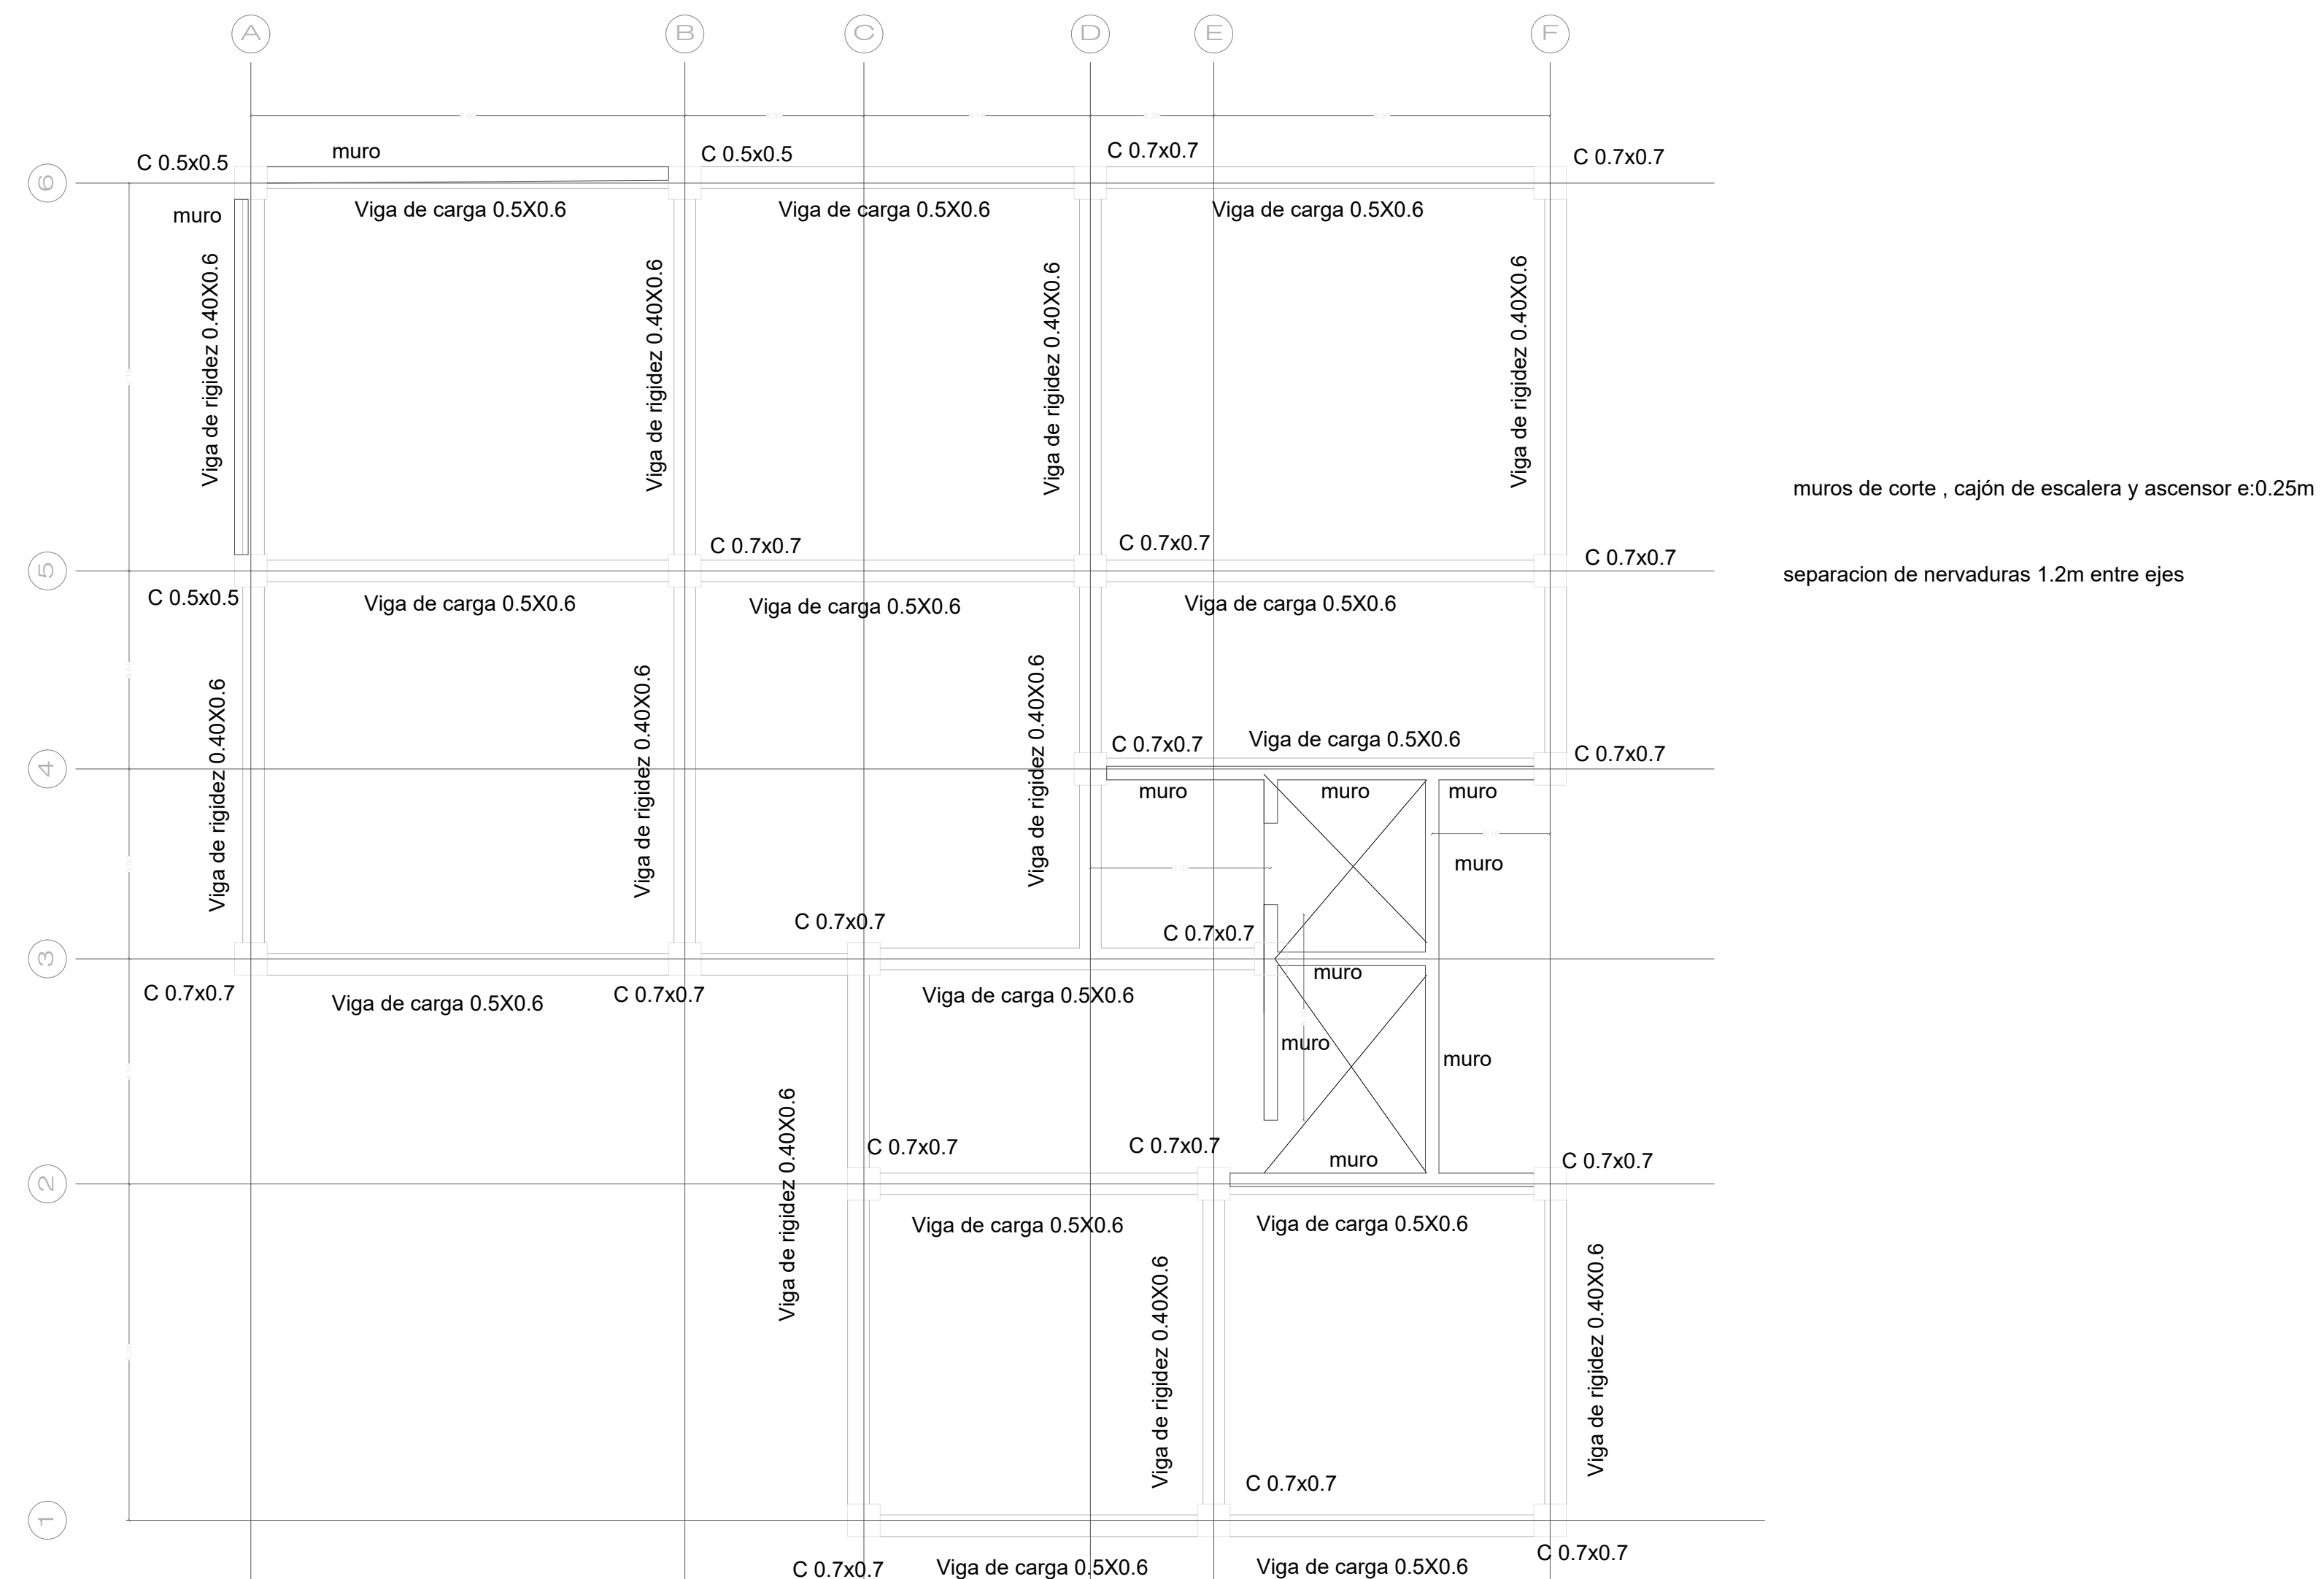 A
B
C
D
E
F
C 0.5x0.5
muro
C 0.5x0.5
C 0.7x0.7
C 0.7x0.7
6
muro
Viga de carga 0.5X0.6
Viga de carga 0.5X0.6
Viga de carga 0.5X0.6
Viga de rigidez 0.40X0.6
Viga de rigidez 0.40X0.6
Viga de rigidez 0.40X0.6
Viga de rigidez 0.40X0.6
muros de corte , cajón de escalera y ascensor e:0.25m
C 0.7x0.7
C 0.7x0.7
C 0.7x0.7
5
separacion de nervaduras 1.2m entre ejes
C 0.5x0.5
Viga de carga 0.5X0.6
Viga de carga 0.5X0.6
Viga de carga 0.5X0.6
Viga de rigidez 0.40X0.6
Viga de rigidez 0.40X0.6
Viga de rigidez 0.40X0.6
C 0.7x0.7
Viga de carga 0.5X0.6
C 0.7x0.7
4
muro
muro
muro
muro
C 0.7x0.7
C 0.7x0.7
3
C 0.7x0.7
Viga de carga 0.5X0.6
C 0.7x0.7
Viga de carga 0.5X0.6
muro
muro
muro
Viga de rigidez 0.40X0.6
C 0.7x0.7
C 0.7x0.7
muro
C 0.7x0.7
2
Viga de carga 0.5X0.6
Viga de carga 0.5X0.6
Viga de rigidez 0.40X0.6
Viga de rigidez 0.40X0.6
C 0.7x0.7
1
C 0.7x0.7
Viga de carga 0.5X0.6
Viga de carga 0.5X0.6
C 0.7x0.7